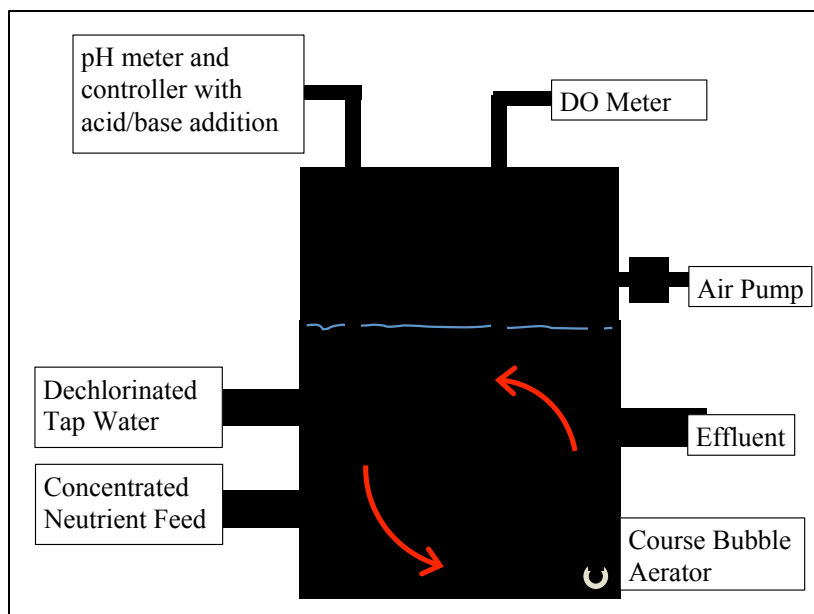 pH meter and
controller with
acid/base addition
DO Meter
Air Pump
Dechlorinated
Tap Water
Effluent
Concentrated
Neutrient Feed
Course Bubble
Aerator